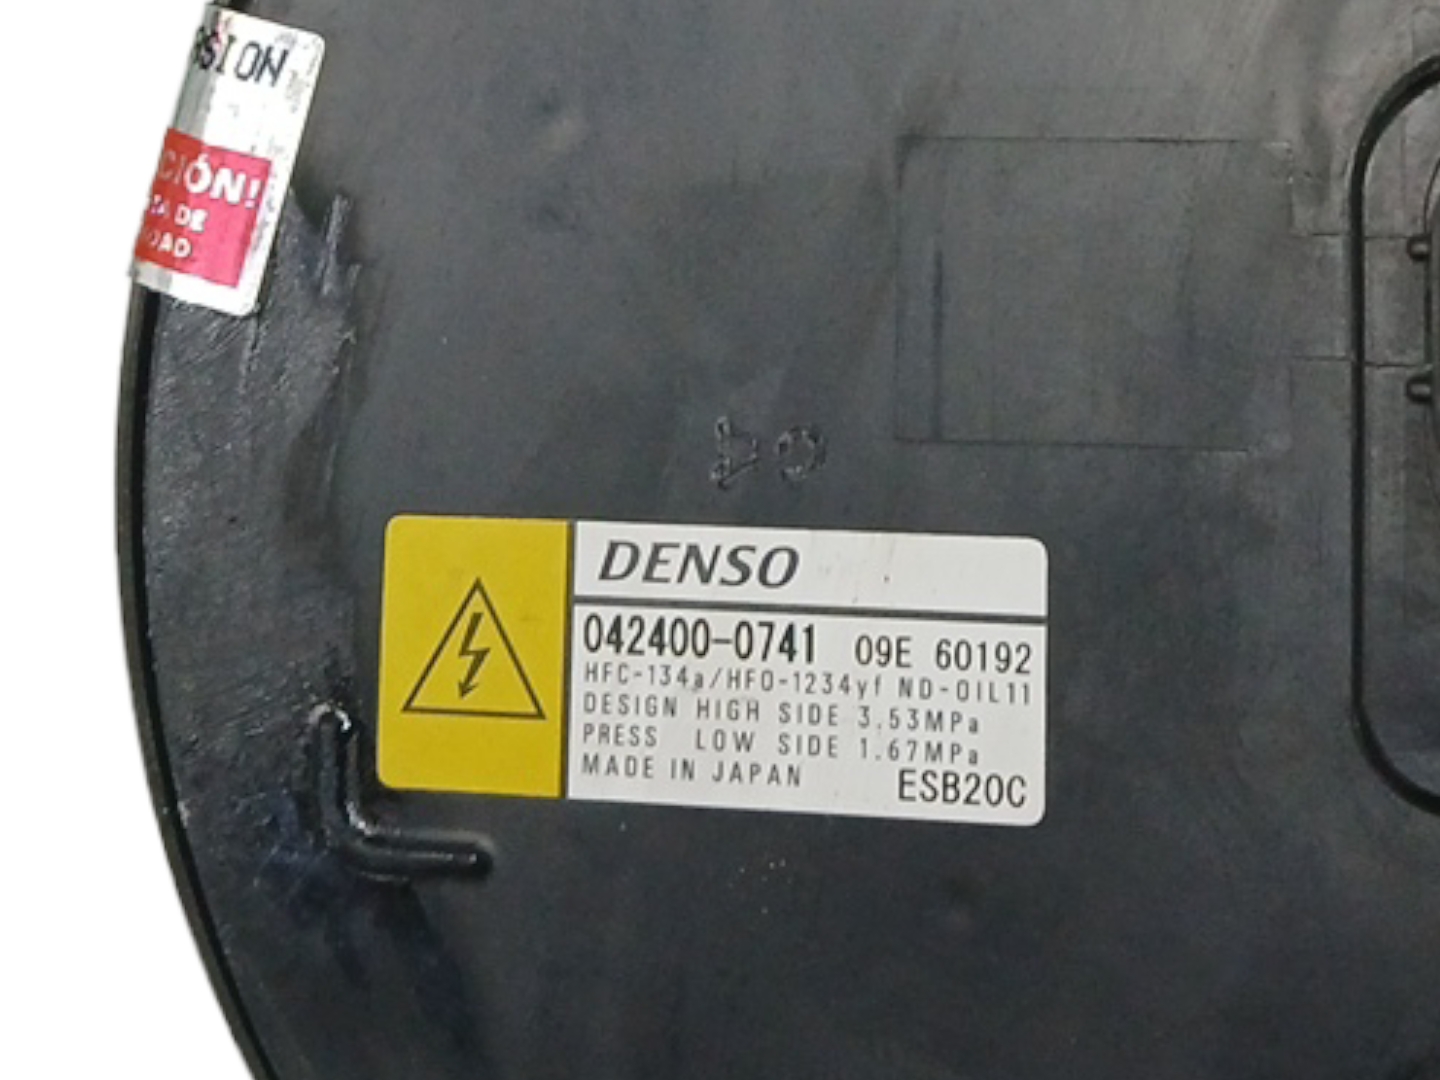 CIÓN!
DE
DENSO
042400-0741 09E 60192
HFC-134a/HFO-1234yf ND-OIL11
DESIGN HIGH SIDE 3.53MPa
PRESS LOW SIDE 1.67MPa
MADE IN JAPAN ESB20C